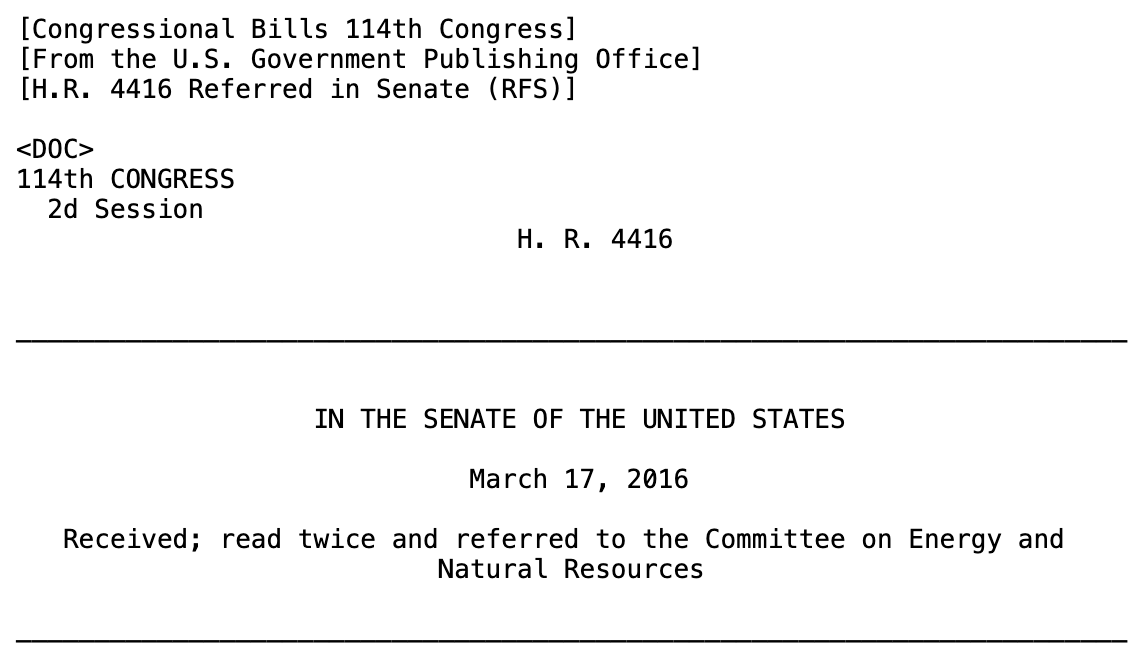 [Congressional Bills 114th Congress]
[From the U.S. Government Publishing Office]
[H.R. 4416 Referred in Senate (RFS)]
<DOC>
114th CONGRESS
2d Session
H. R. 4416
IN THE SENATE OF THE UNITED STATES
March 17, 2016
Received; read twice and referred to the Committee on Energy and
Natural Resources